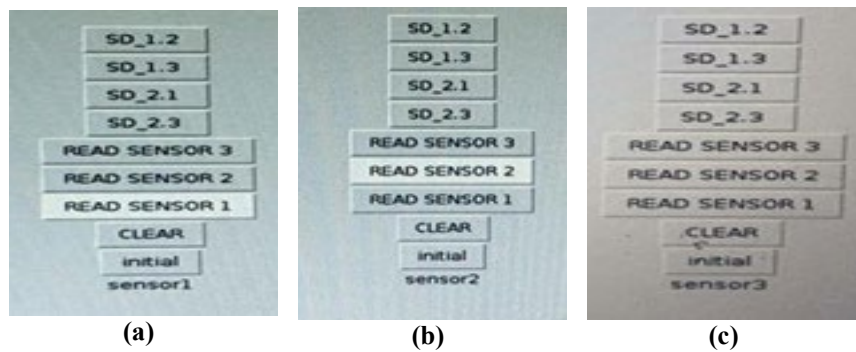 SD_1.2
SD_1.3
SD_2.1
SD_2.3
READ SENSOR 3
READ SENSOR 2
READ SENSOR 1
CLEAR
initial
sensor1
(a)
SD_1.2
SD_1.3
SD_2.1
SD_2.3
READ SENSOR 3
READ SENSOR 2
READ SENSOR 1
CLEAR
initial
sensor2
(b)
SD_1.2
SD_1.3
SD_2.1
SD_2.3
READ SENSOR 3
READ SENSOR 2
READ SENSOR 1
CLEAR
initial
sensor3
(c)